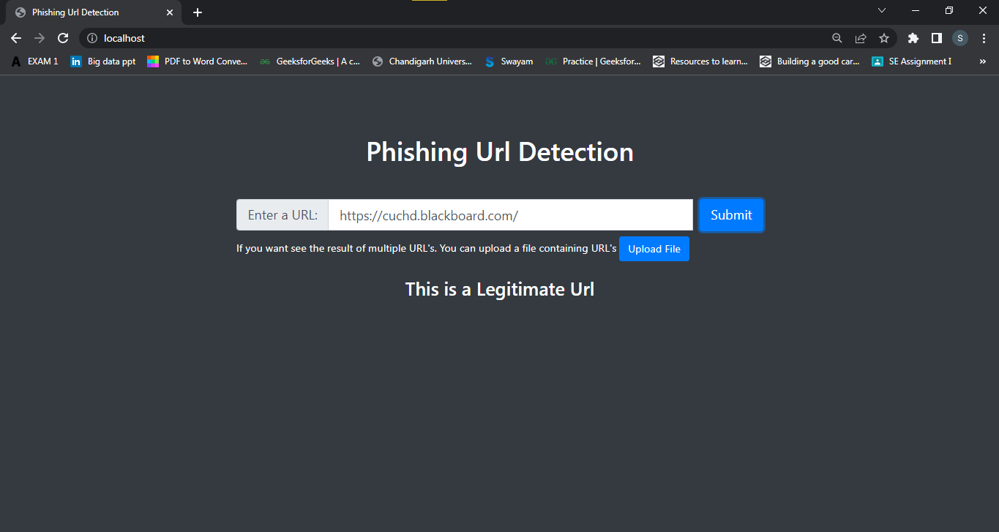 Phishing Url Detection
localhost
S
EXAM 1 Big data ppt PDF to Word Conve... GeeksforGeeks | A c... Chandigarh Univers... Swayam Practice | Geeksfor... Resources to learn... Building a good car... SE Assignment I »
Phishing Url Detection
Enter a URL: https://cuchd.blackboard.com/ Submit
If you want see the result of multiple URL's. You can upload a file containing URL's Upload File
This is a Legitimate Url